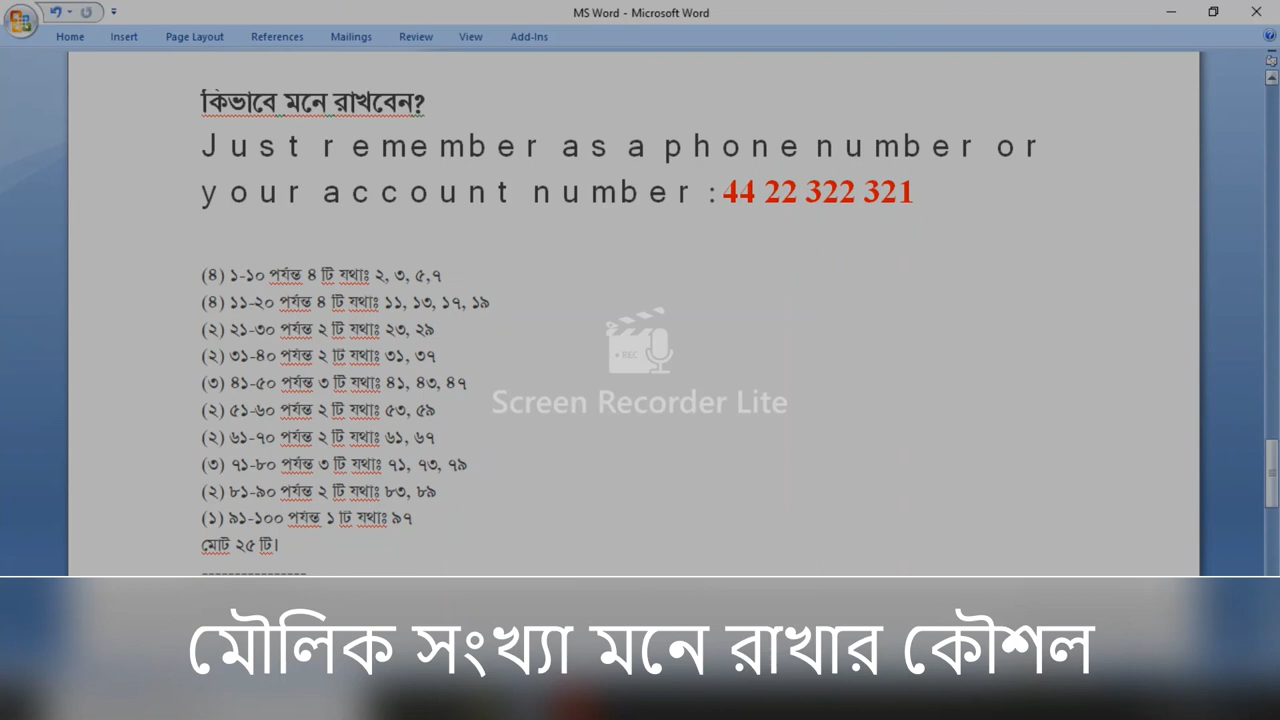 MS Word - Microsoft Word
Home Insert Page Layout References Mailings Review View Add-Ins
কিভাবে মনে রাখবেন?
Just remember as a phone number or
your account number : 44 22 322 321
(৪) ১-১০ পর্যন্ত ৪ টি যথাঃ ২, ৩, ৫,৭
(৪) ১১-২০ পর্যন্ত ৪ টি যথাঃ ১১, ১৩, ১৭, ১৯
(২) ২১-৩০ পর্যন্ত ২ টি যথাঃ ২৩, ২৯
(২) ৩১-৪০ পর্যন্ত ২ টি যথাঃ ৩১, ৩৭
(৩) ৪১-৫০ পর্যন্ত ৩ টি যথাঃ ৪১, ৪৩, ৪৭
(২) ৫১-৬০ পর্যন্ত ২ টি যথাঃ ৫৩, ৫৯
(২) ৬১-৭০ পর্যন্ত ২ টি যথাঃ ৬১, ৬৭
(৩) ৭১-৮০ পর্যন্ত ৩ টি যথাঃ ৭১, ৭৩, ৭৯
(২) ৮১-৯০ পর্যন্ত ২ টি যথাঃ ৮৩, ৮৯
(১) ৯১-১০০ পর্যন্ত ১ টি যথাঃ ৯৭
মোট ২৫ টি।
----------------
REC
Screen Recorder Lite
মৌলিক সংখ্যা মনে রাখার কৌশল